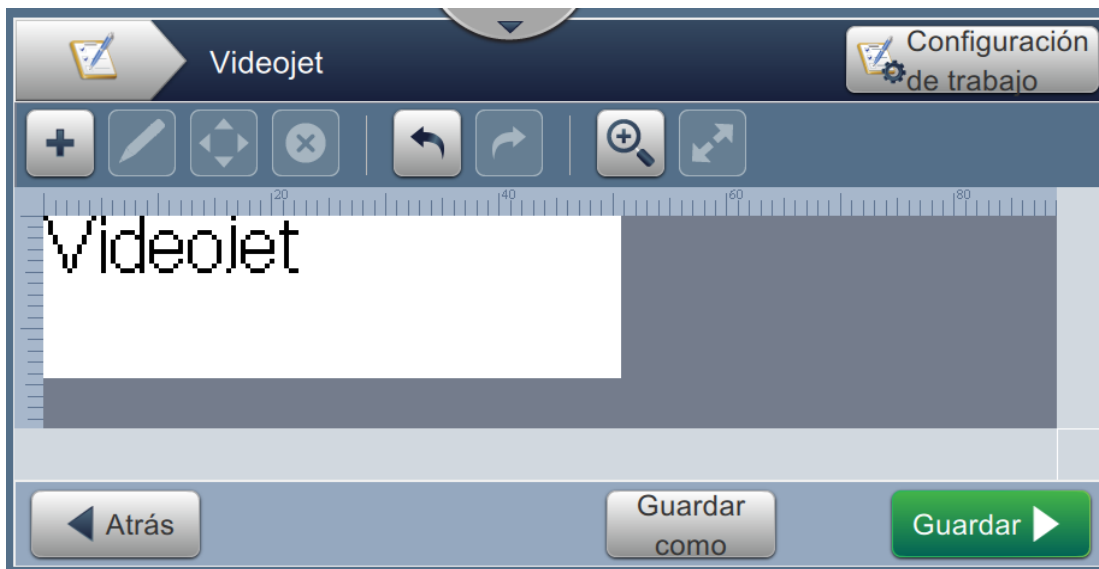 Videojet
Configuración
de trabajo
20 40 60 80
Videojet
Atrás
Guardar
como
Guardar